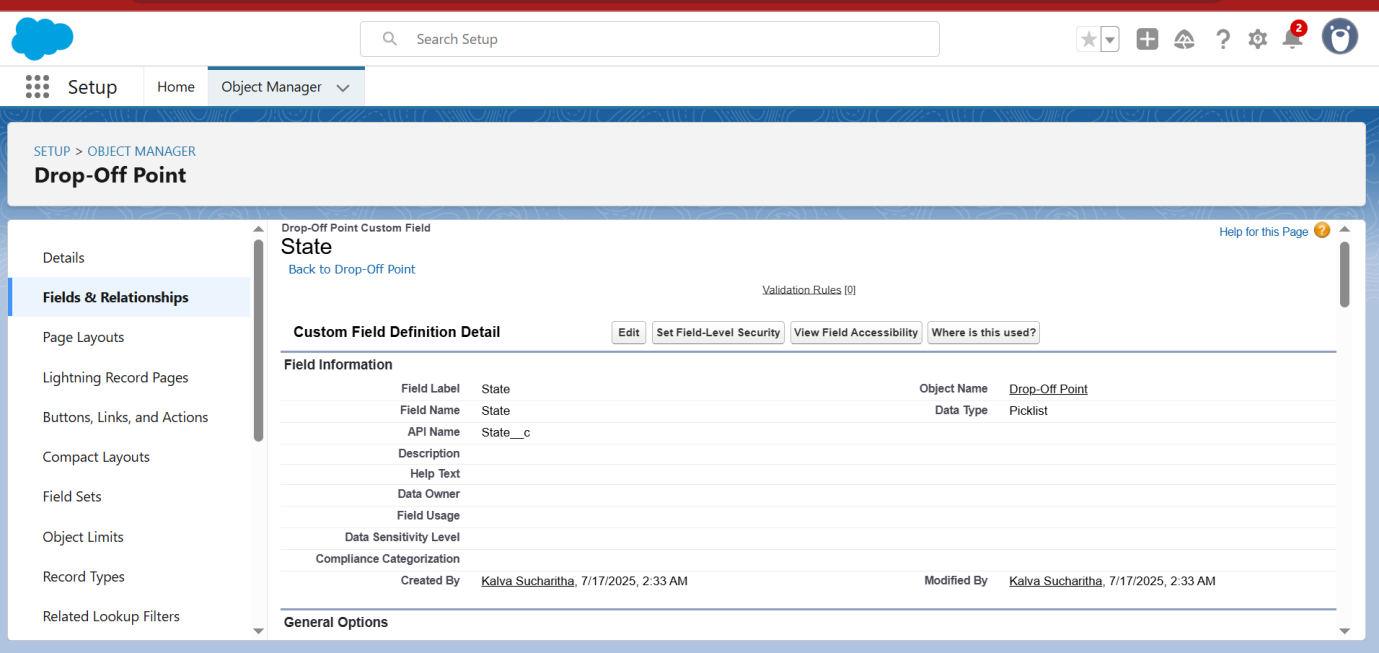 Search Setup
2
Setup
Home
Object Manager
SETUP > OBJECT MANAGER
Drop-Off Point
Details
Fields & Relationships
Page Layouts
Lightning Record Pages
Buttons, Links, and Actions
Compact Layouts
Field Sets
Object Limits
Record Types
Related Lookup Filters
Drop-Off Point Custom Field
State
Back to Drop-Off Point
Help for this Page ?
Validation Rules [0]
Custom Field Definition Detail
Edit
Set Field-Level Security
View Field Accessibility
Where is this used?
Field Information
Field Label State Object Name Drop-Off Point
Field Name State Data Type Picklist
API Name State__c
Description
Help Text
Data Owner
Field Usage
Data Sensitivity Level
Compliance Categorization
Created By Kalva Sucharitha, 7/17/2025, 2:33 AM Modified By Kalva Sucharitha, 7/17/2025, 2:33 AM
General Options